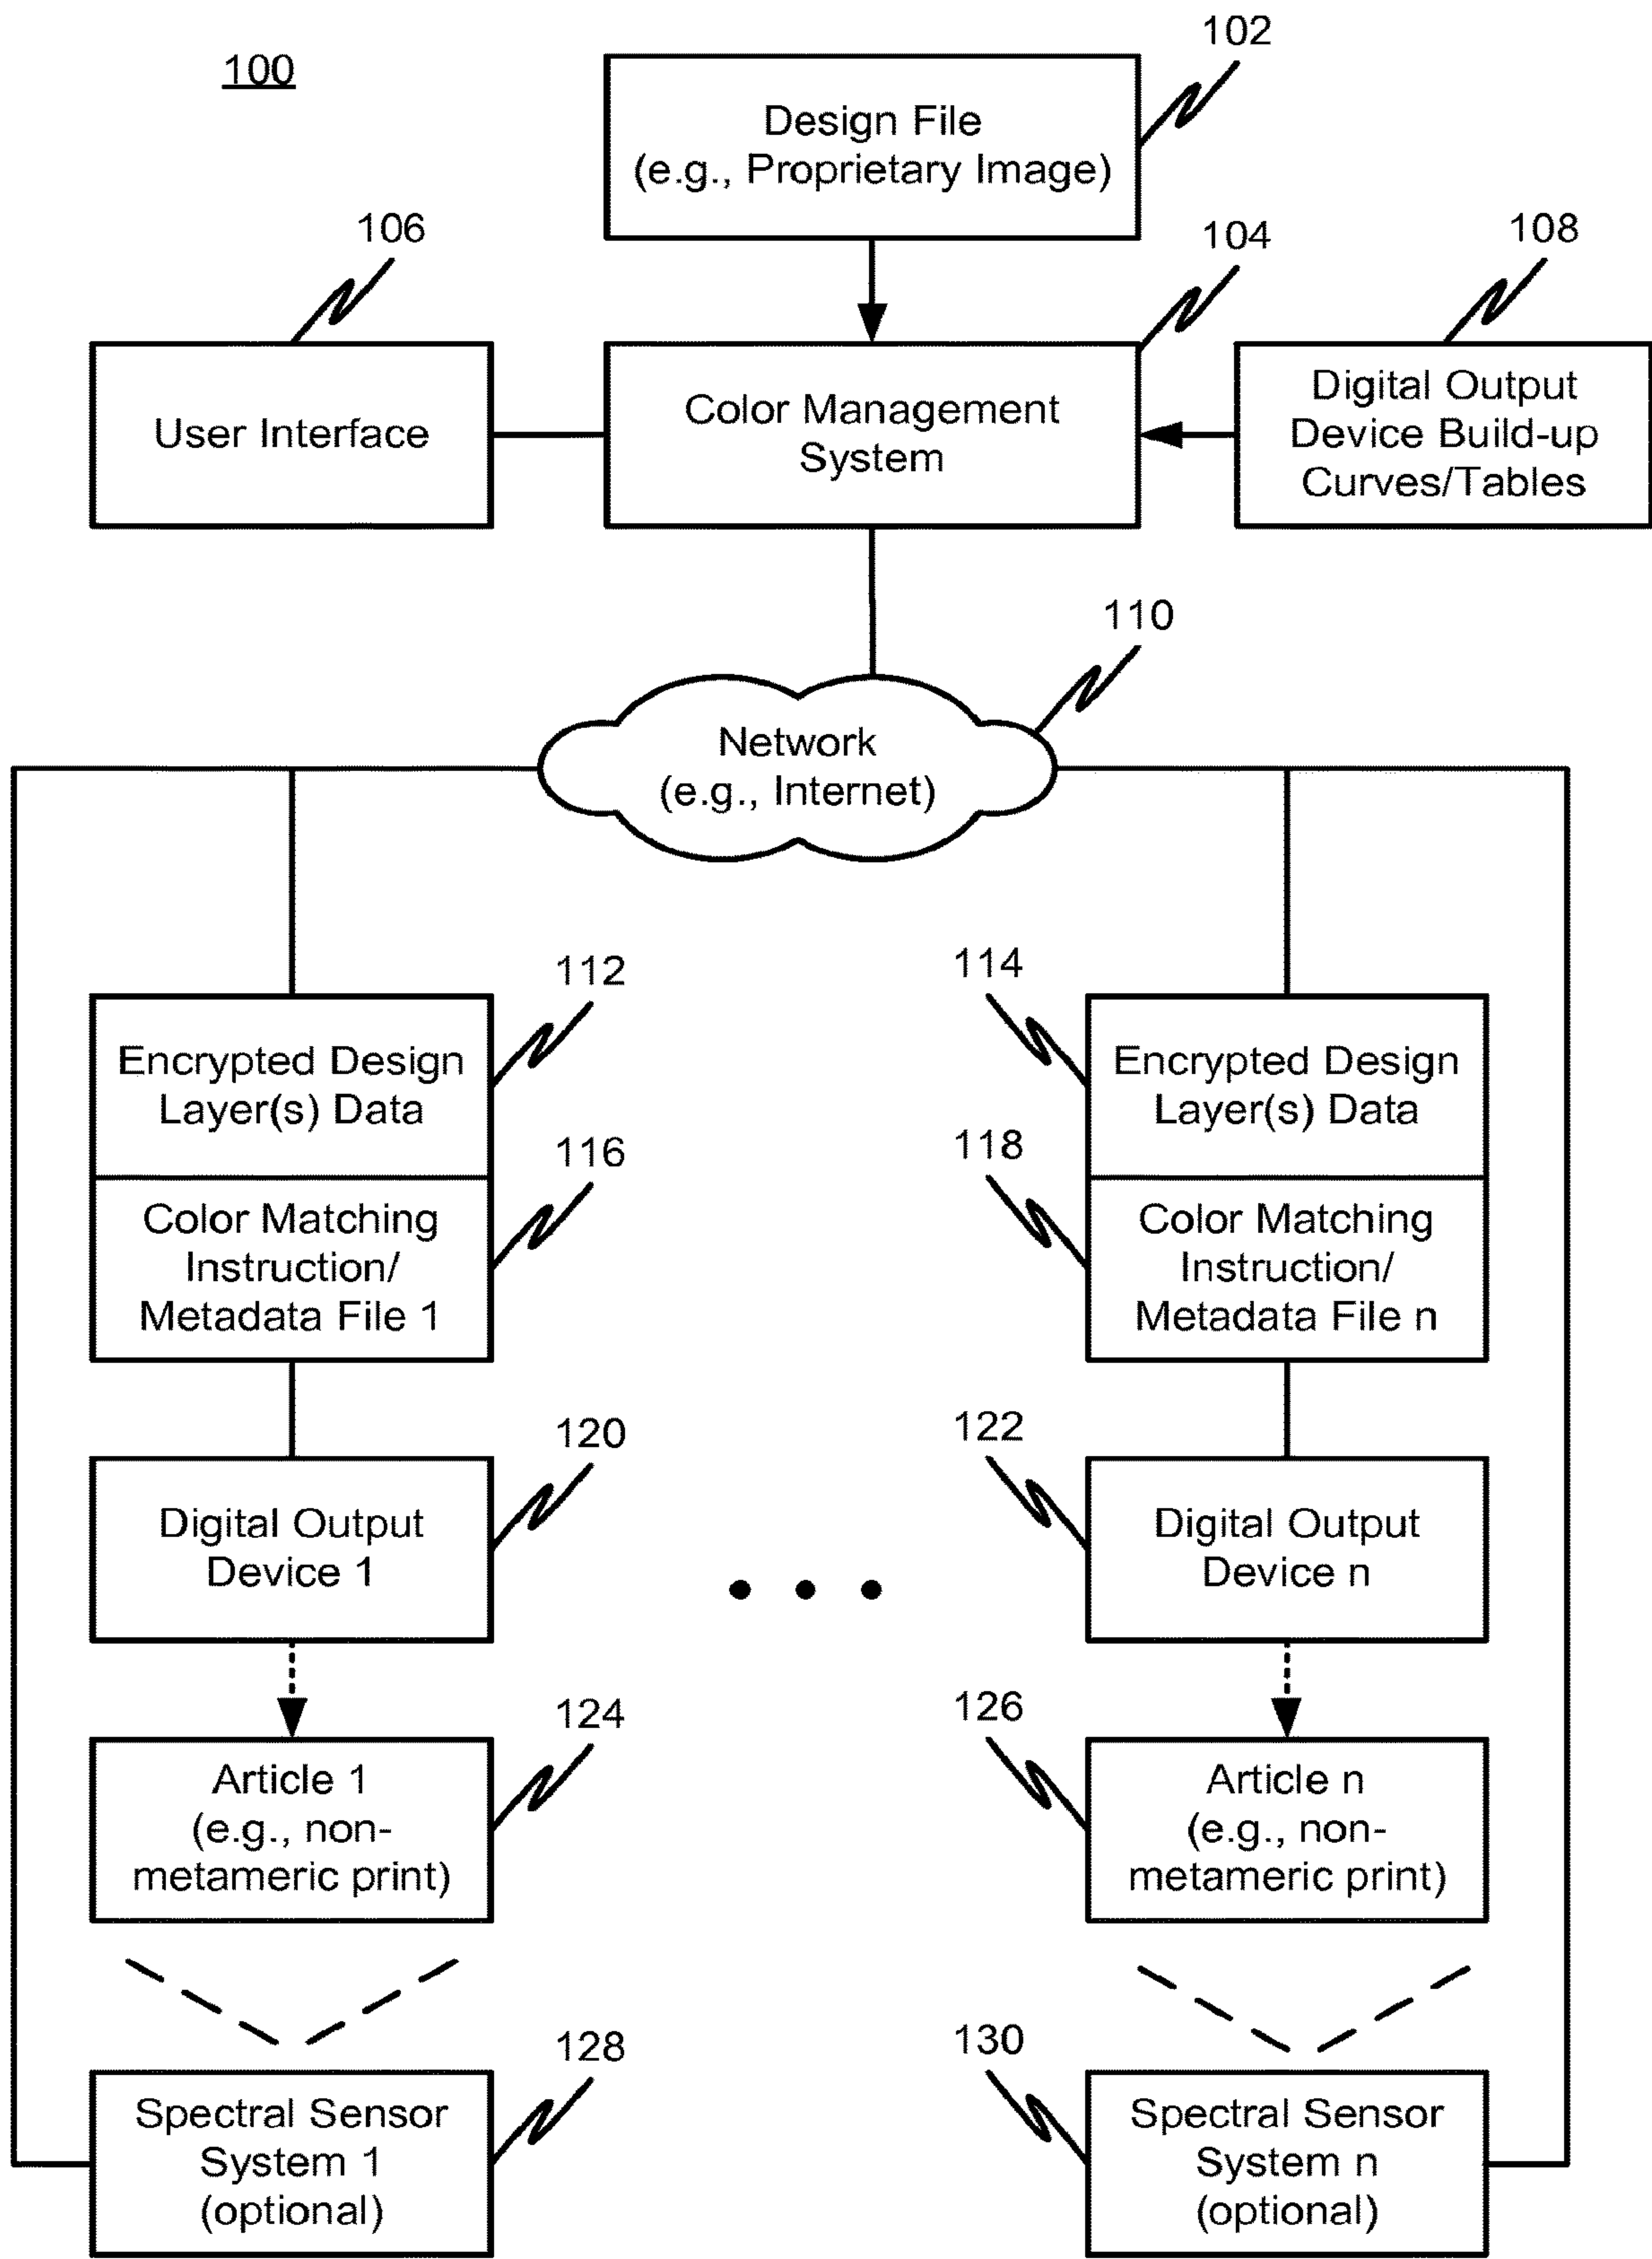 100
102
Design File
(e.g., Proprietary Image)
106
104
108
User Interface
Color Management
System
Digital Output
Device Build-up
Curves/Tables
110
Network
(e.g., Internet)
112
Encrypted Design
Layer(s) Data
116
Color Matching
Instruction/
Metadata File 1
114
Encrypted Design
Layer(s) Data
118
Color Matching
Instruction/
Metadata File n
120
Digital Output
Device 1
122
Digital Output
Device n
124
Article 1
(e.g., non-
metameric print)
126
Article n
(e.g., non-
metameric print)
128
Spectral Sensor
System 1
(optional)
130
Spectral Sensor
System n
(optional)